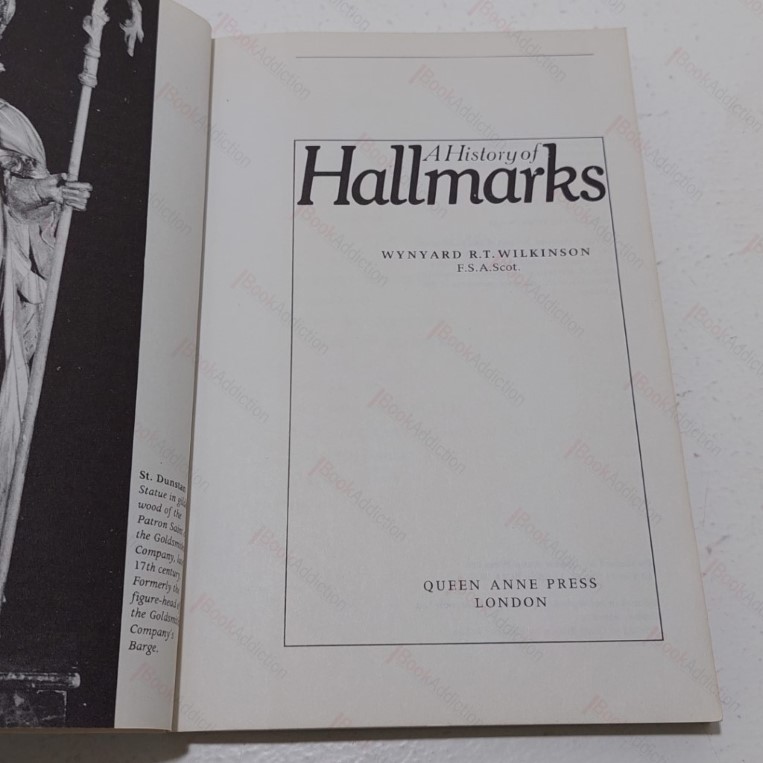 A History of
Hallmarks
WYNYARD R.T. WILKINSON
F.S.A.Scot.
QUEEN ANNE PRESS
LONDON
St. Dunstan
Statue in
wood of the
Patron Saint
the Goldsm
Company,
17th century
Formerly the
figure-head
the Goldsm
Company's
Barge.
BookAddiction